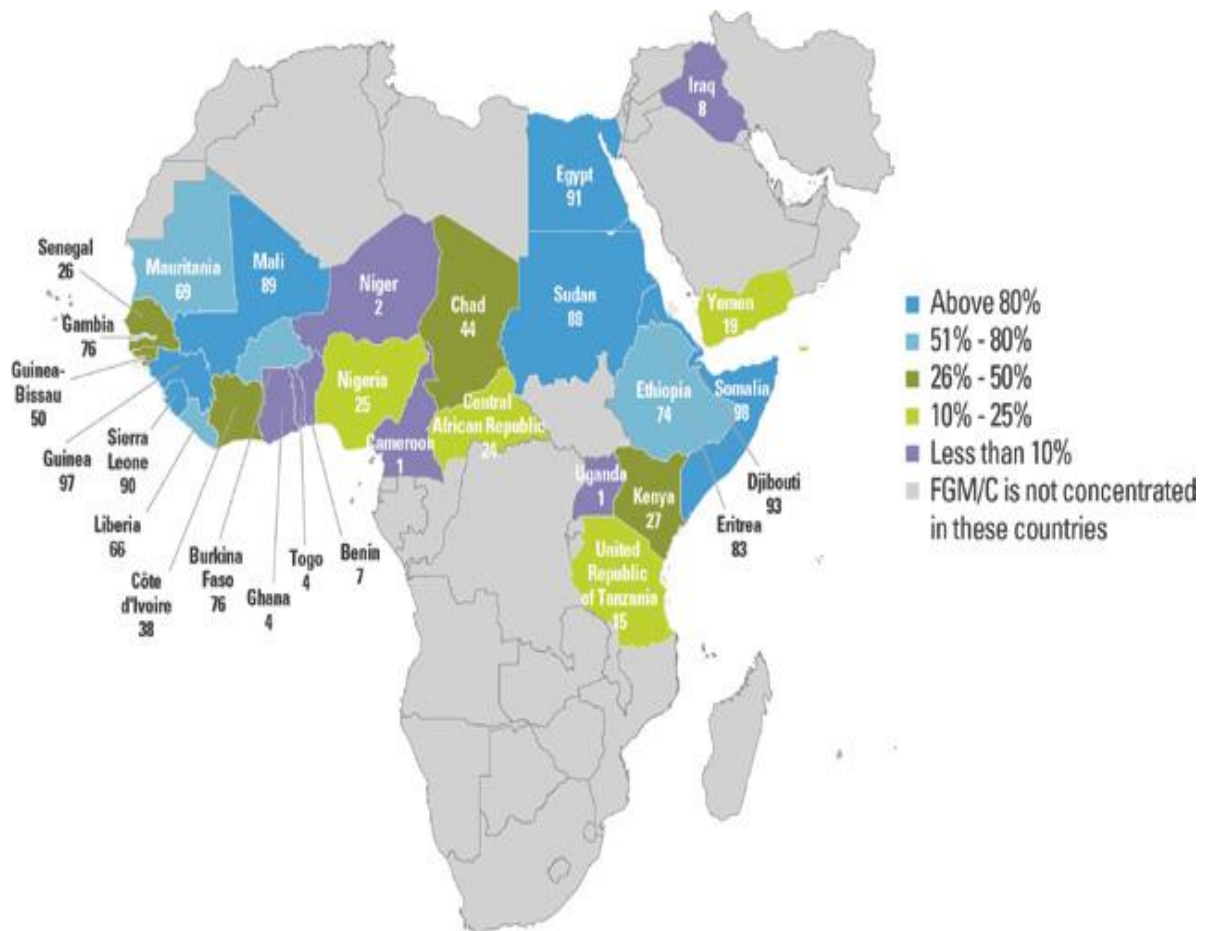 Iraq
8
Egypt
91
Senegal
26
Mauritania
69
Mali
89
Niger
2
Chad
44
Sudan
88
Yemen
19
Gambia
76
Guinea-
Bissau
50
Guinea
97
Sierra
Leone
90
Liberia
66
Côte
d'Ivoire
38
Burkina
Faso
76
Ghana
4
Togo
4
Benin
7
Nigeria
25
Cameroon
1
Central
African Republic
24
Ethiopia
74
Somalia
98
Djibouti
93
Eritrea
83
Uganda
1
Kenya
27
United
Republic
of Tanzania
15
Above 80%
51% - 80%
26% - 50%
10% - 25%
Less than 10%
FGM/C is not concentrated
in these countries